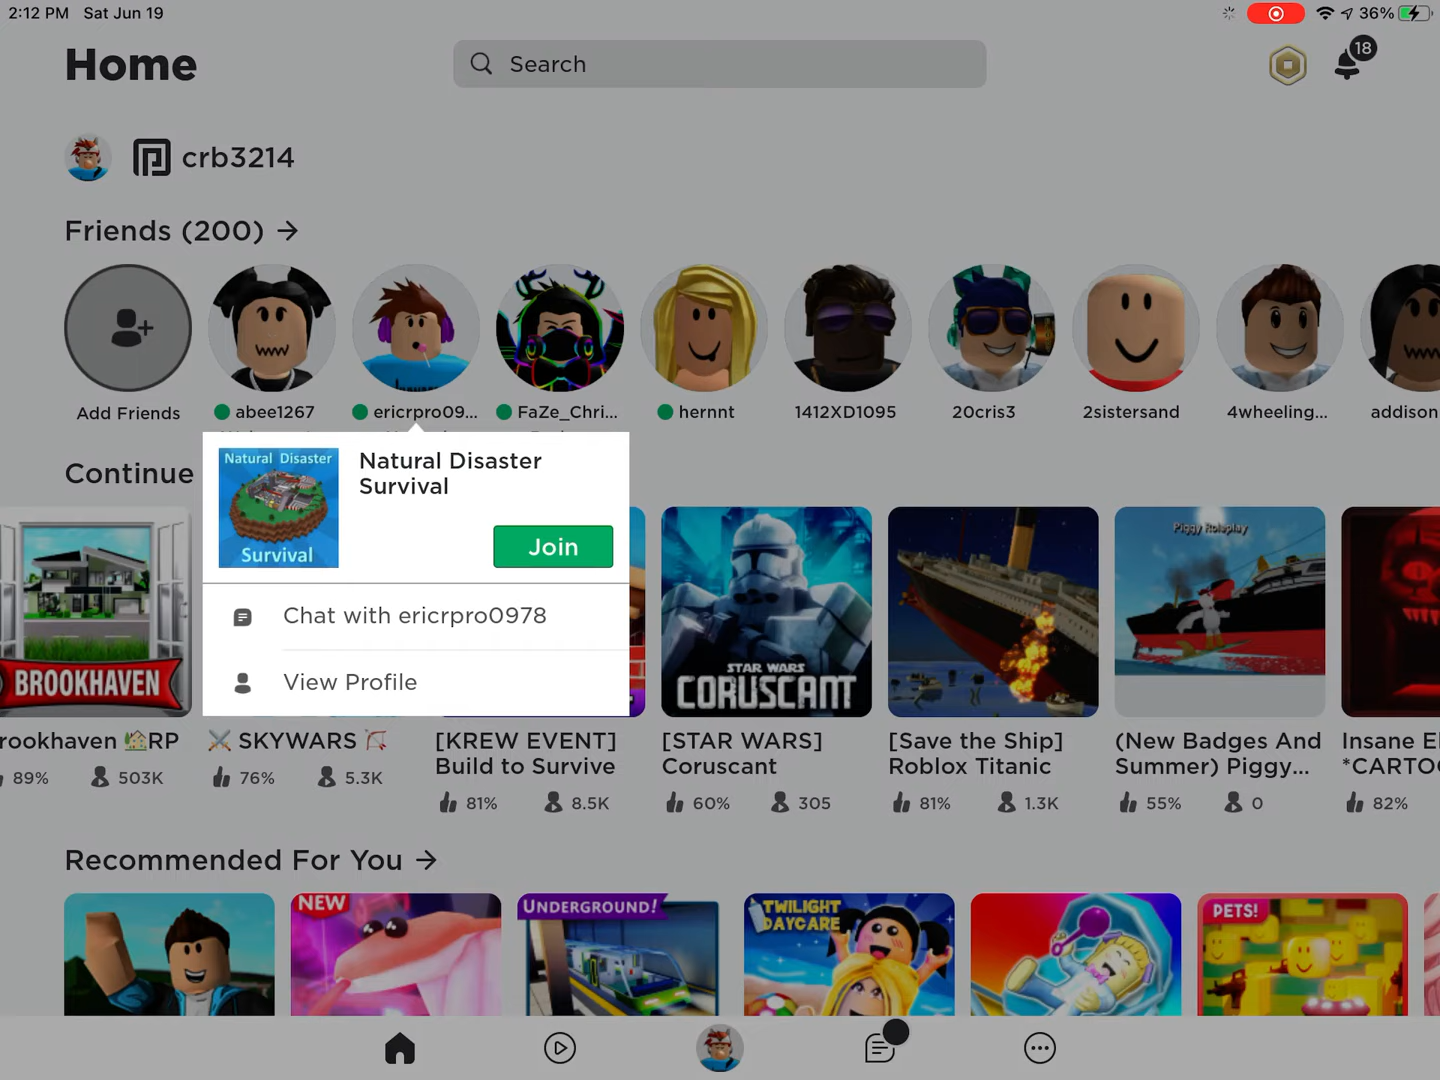 2:12 PM Sat Jun 19
36%
Home
Search
18
crb3214
Friends (200)
Add Friends
abee1267
ericrpro09...
FaZe_Chri...
hernnt
1412XD1095
20cris3
2sistersand
4wheeling...
addison
Natural Disaster
Survival
Natural Disaster
Survival
Join
Chat with ericrpro0978
View Profile
Continue
BROOKHAVEN
STAR WARS
CORUSCANT
Piggy Roleplay
rookhaven RP
SKYWARS
[KREW EVENT]
Build to Survive
[STAR WARS]
Coruscant
[Save the Ship]
Roblox Titanic
(New Badges And
Summer) Piggy...
Insane El
*CARTOO
89% 503K
76% 5.3K
81% 8.5K
60% 305
81% 1.3K
55% 0
82%
Recommended For You
NEW
UNDERGROUND!
TWILIGHT
DAYCARE
PETS!